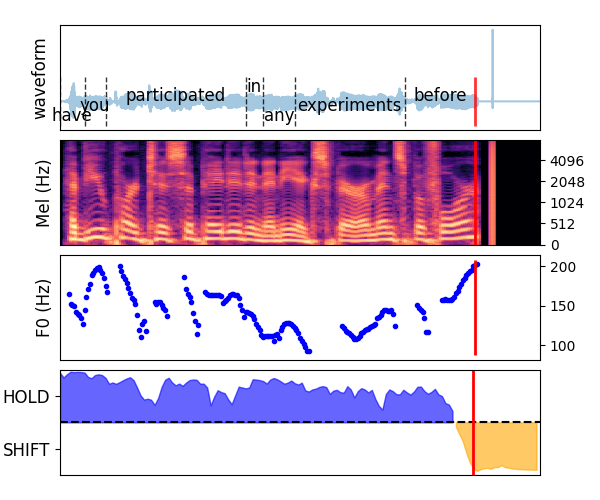 waveform
have you participated in any experiments before
Mel (Hz)
4096
2048
1024
512
0
F0 (Hz)
200
150
100
HOLD
SHIFT